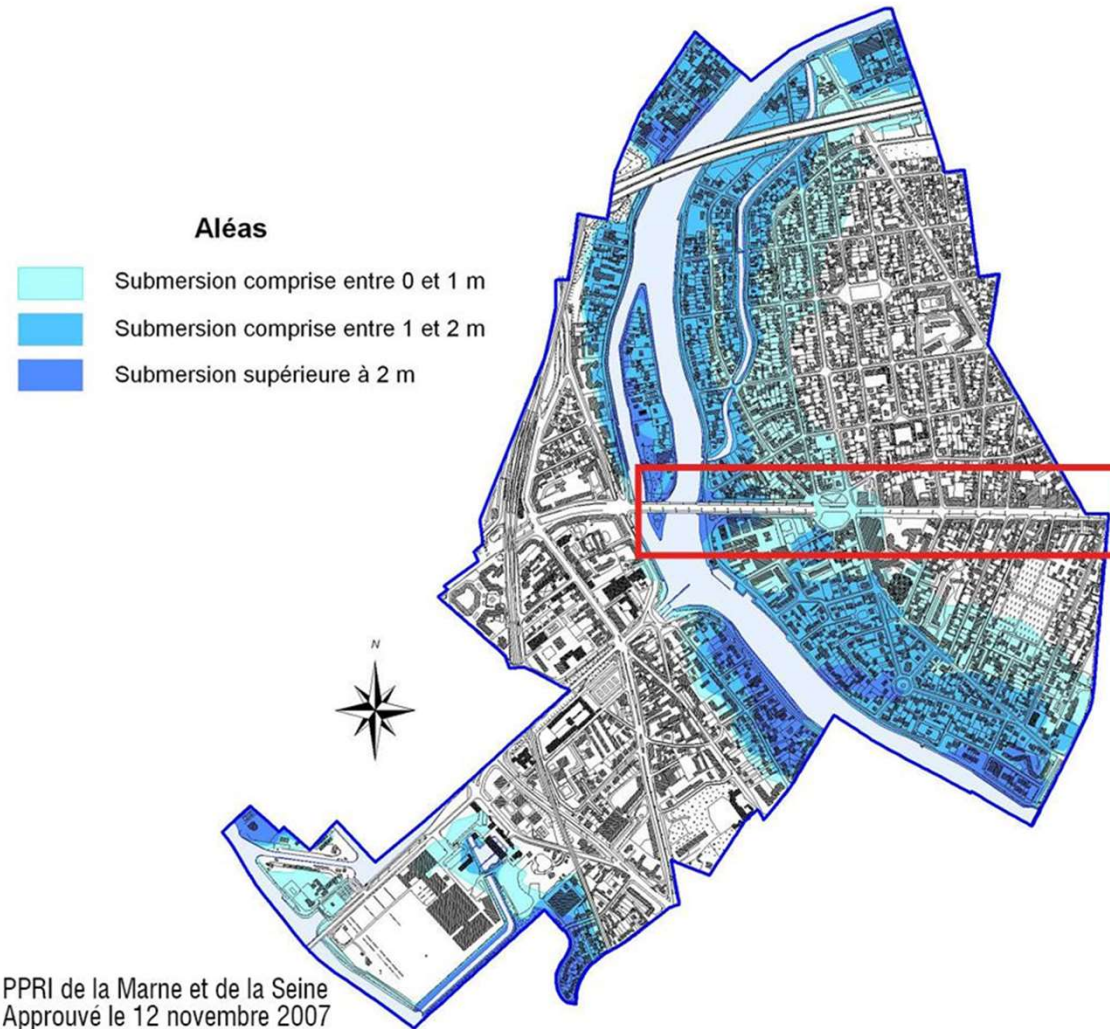 Aléas
Submersion comprise entre 0 et 1 m
Submersion comprise entre 1 et 2 m
Submersion supérieure à 2 m
N
PPRI de la Marne et de la Seine
Approuvé le 12 novembre 2007